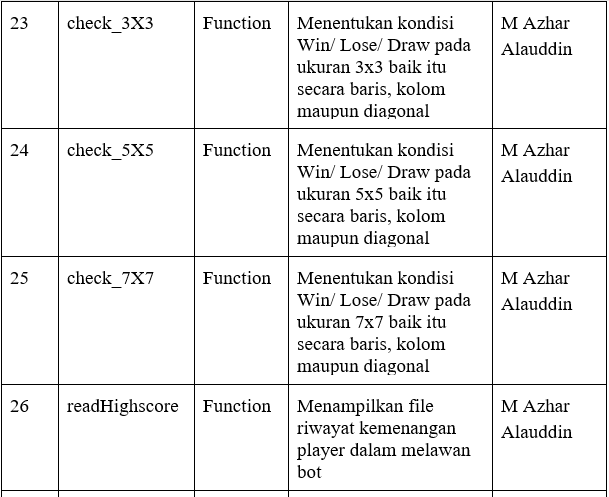 23 check_3X3 Function Menentukan kondisi M Azhar
Win/ Lose/ Draw pada Alauddin
ukuran 3x3 baik itu
secara baris, kolom
maupun diagonal
24 check_5X5 Function Menentukan kondisi M Azhar
Win/ Lose/ Draw pada Alauddin
ukuran 5x5 baik itu
secara baris, kolom
maupun diagonal
25 check_7X7 Function Menentukan kondisi M Azhar
Win/ Lose/ Draw pada Alauddin
ukuran 7x7 baik itu
secara baris, kolom
maupun diagonal
26 readHighscore Function Menampilkan file M Azhar
riwayat kemenangan Alauddin
player dalam melawan
bot